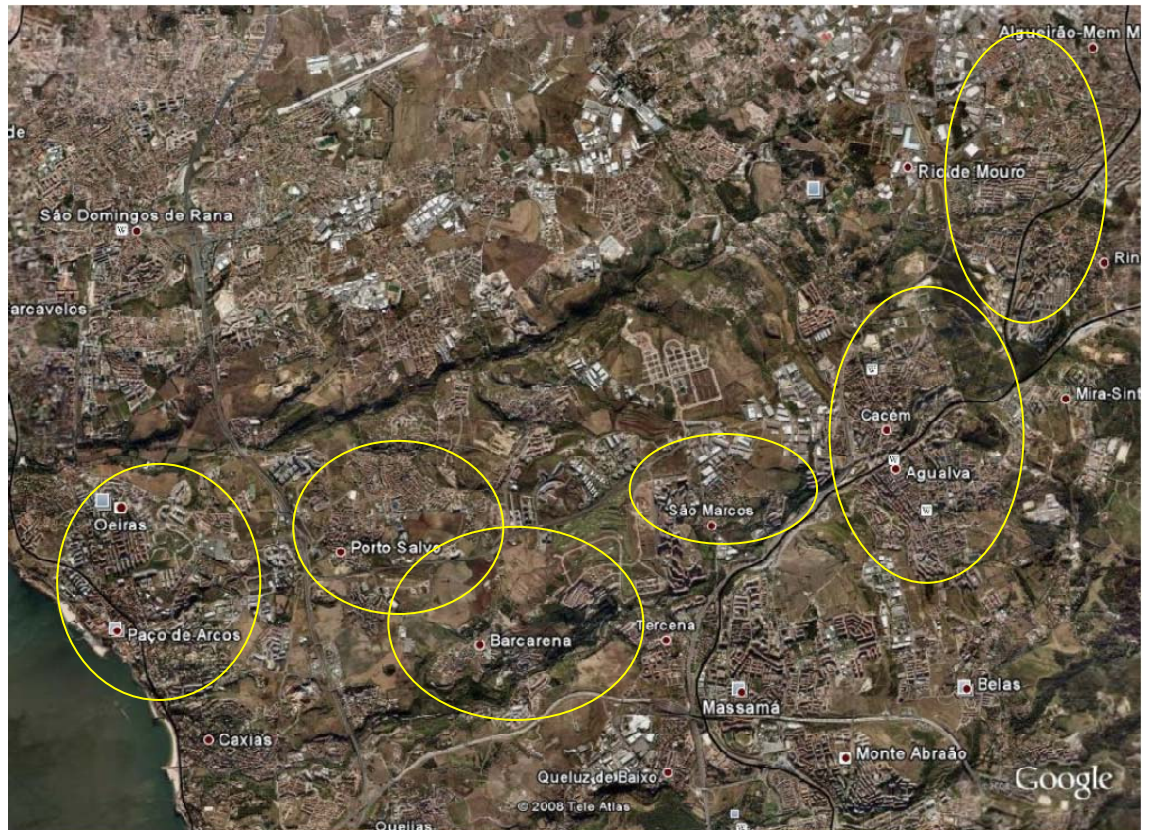 Algueirão-Mem M
de
Rio de Mouro
São Domingos de Rana
W
Rin
arcavelos
W
Mira-Sint
Cacém
W
Agualva
Oeiras
São Marcos
W
Porto Salvo
Paço de Arcos
Barcarena
Tercena
Belas
Massamá
Caxias
Monte Abraão
Queluz de Baixo
Google
© 2008 Tele Atlas
Queijas